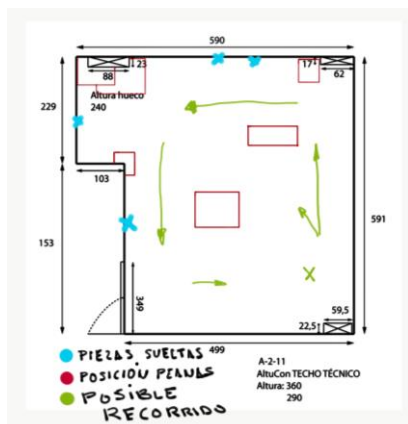 590
23
88
17
62
Altura hueco
240
229
103
591
153
349
59,5
22,5
499
PIEZAS SUELTAS
POSICIÓN PEANAS
POSIBLE
RECORRIDO
A-2-11
AltuCon TECHO TÉCNICO
Altura: 360
290